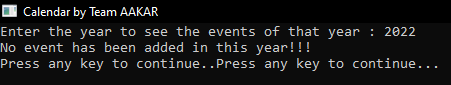 Calendar by Team AAKAR
Enter the year to see the events of that year : 2022
No event has been added in this year!!!
Press any key to continue..Press any key to continue...